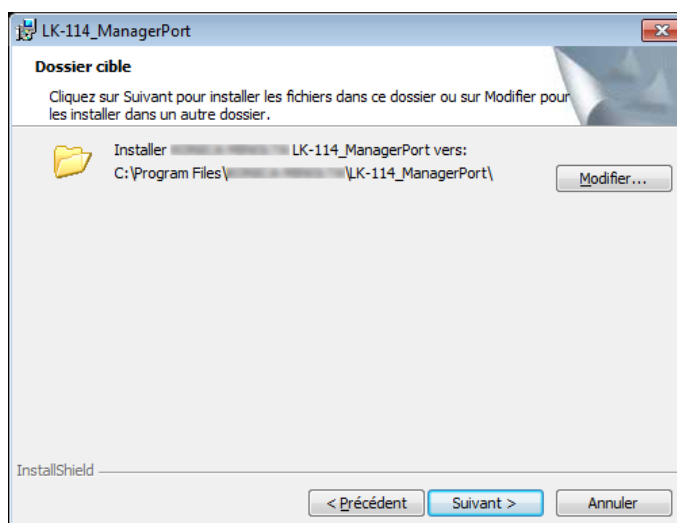 LK-114_ManagerPort
Dossier cible
Cliquez sur Suivant pour installer les fichiers dans ce dossier ou sur Modifier pour
les installer dans un autre dossier.
Installer LK-114_ManagerPort vers:
C:\Program Files\ \LK-114_ManagerPort\
Modifier...
InstallShield
< Précédent
Suivant >
Annuler